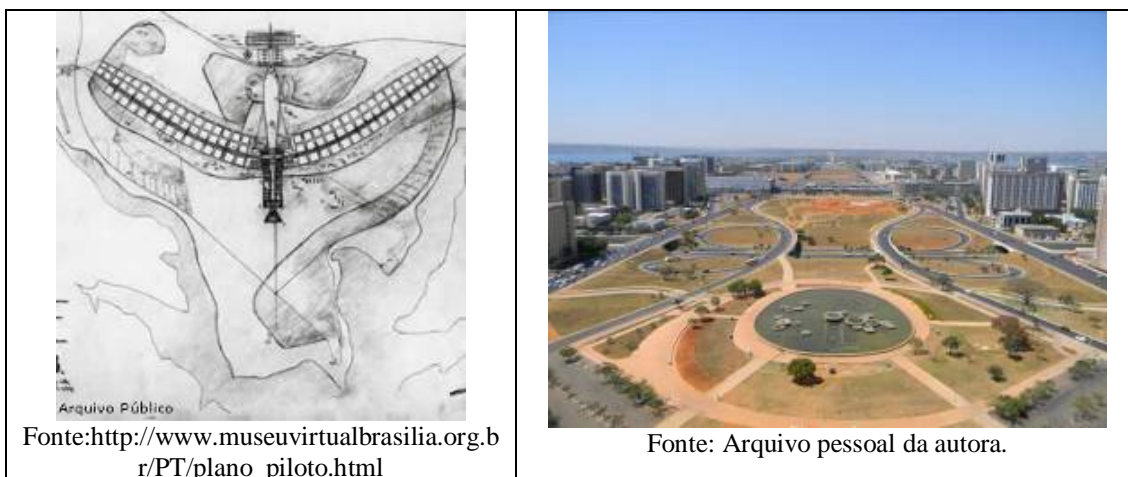 Arquivo Público
Fonte:http://www.museuvirtualbrasilia.org.b
r/PT/plano_piloto.html
Fonte: Arquivo pessoal da autora.